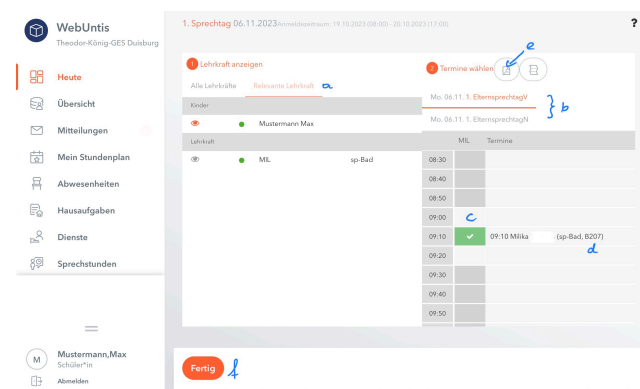 WebUntis
Theodor-König-GES Duisburg
Heute
Übersicht
Mitteilungen
Mein Stundenplan
Abwesenheiten
Hausaufgaben
Dienste
Sprechstunden
M
Mustermann,Max
Schüler*in
Abmelden
1. Sprechtag 06.11.2023 Anmeldezeitraum: 19.10.2023 (08:00) - 20.10.2023 (17:00)
?
1 Lehrkraft anzeigen
Alle Lehrkräfte Relevante Lehrkraft a
Kinder
Mustermann Max
Lehrkraft
MIL sp-Bad
e
2 Termine wählen
Mo. 06.11. 1. ElternsprechtagV
b
Mo. 06.11. 1. ElternsprechtagN
MIL Termine
08:30
08:40
08:50
09:00 c
09:10 09:10 Milika (sp-Bad, B207)
d
09:20
09:30
09:40
09:50
Fertig f